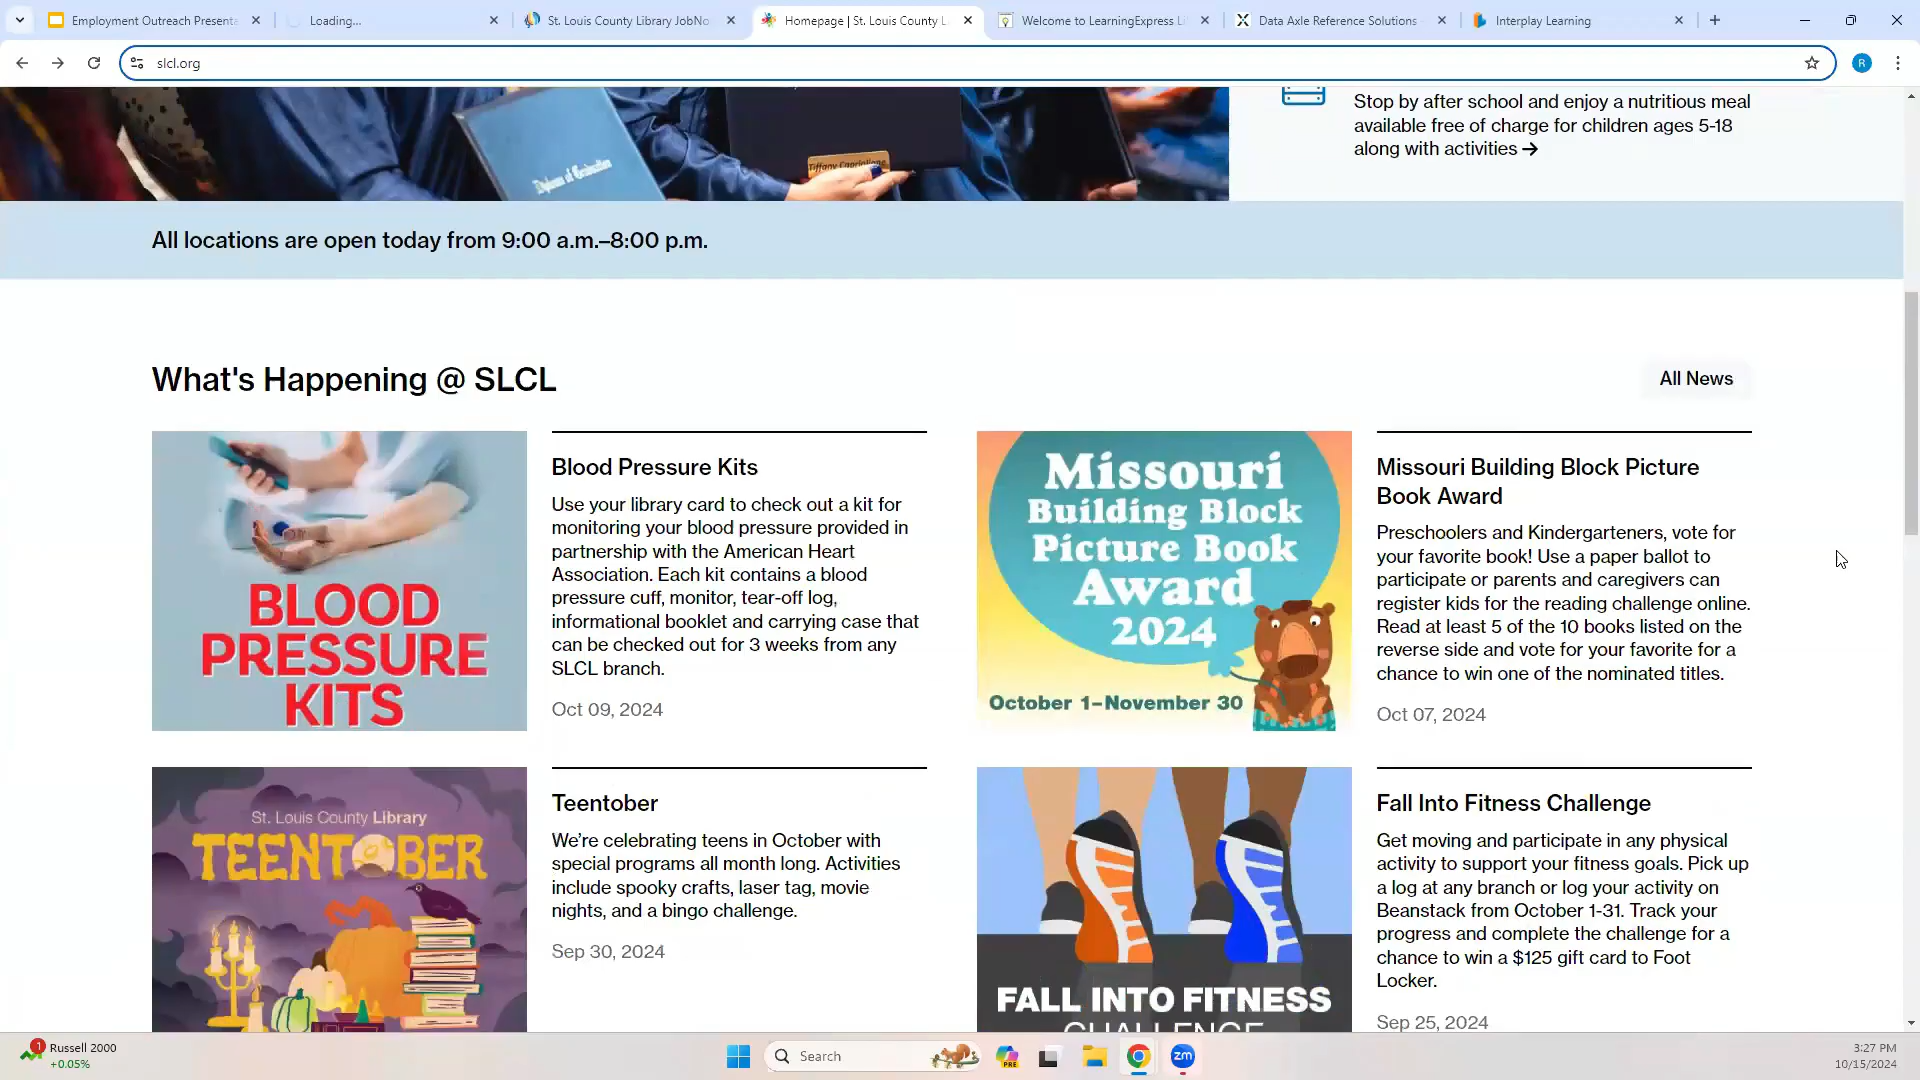 Employment Outreach Presenta
Loading...
St. Louis County Library JobNo
Homepage | St. Louis County L
Welcome to LearningExpress Li
Data Axle Reference Solutions
Interplay Learning
slcl.org
R
Diploma of Graduation
Tiffany Capriglione
Stop by after school and enjoy a nutritious meal
available free of charge for children ages 5-18
along with activities →
All locations are open today from 9:00 a.m.–8:00 p.m.
What's Happening @ SLCL
All News
BLOOD
PRESSURE
KITS
Blood Pressure Kits
Use your library card to check out a kit for
monitoring your blood pressure provided in
partnership with the American Heart
Association. Each kit contains a blood
pressure cuff, monitor, tear-off log,
informational booklet and carrying case that
can be checked out for 3 weeks from any
SLCL branch.
Oct 09, 2024
Missouri
Building Block
Picture Book
Award
2024
October 1–November 30
Missouri Building Block Picture
Book Award
Preschoolers and Kindergarteners, vote for
your favorite book! Use a paper ballot to
participate or parents and caregivers can
register kids for the reading challenge online.
Read at least 5 of the 10 books listed on the
reverse side and vote for your favorite for a
chance to win one of the nominated titles.
Oct 07, 2024
St. Louis County Library
TEENTOBER
Teentober
We're celebrating teens in October with
special programs all month long. Activities
include spooky crafts, laser tag, movie
nights, and a bingo challenge.
Sep 30, 2024
FALL INTO FITNESS
CHALLENGE
Fall Into Fitness Challenge
Get moving and participate in any physical
activity to support your fitness goals. Pick up
a log at any branch or log your activity on
Beanstack from October 1-31. Track your
progress and complete the challenge for a
chance to win a $125 gift card to Foot
Locker.
Sep 25, 2024
1
Russell 2000
+0.05%
Search
PRE
zm
3:27 PM
10/15/2024